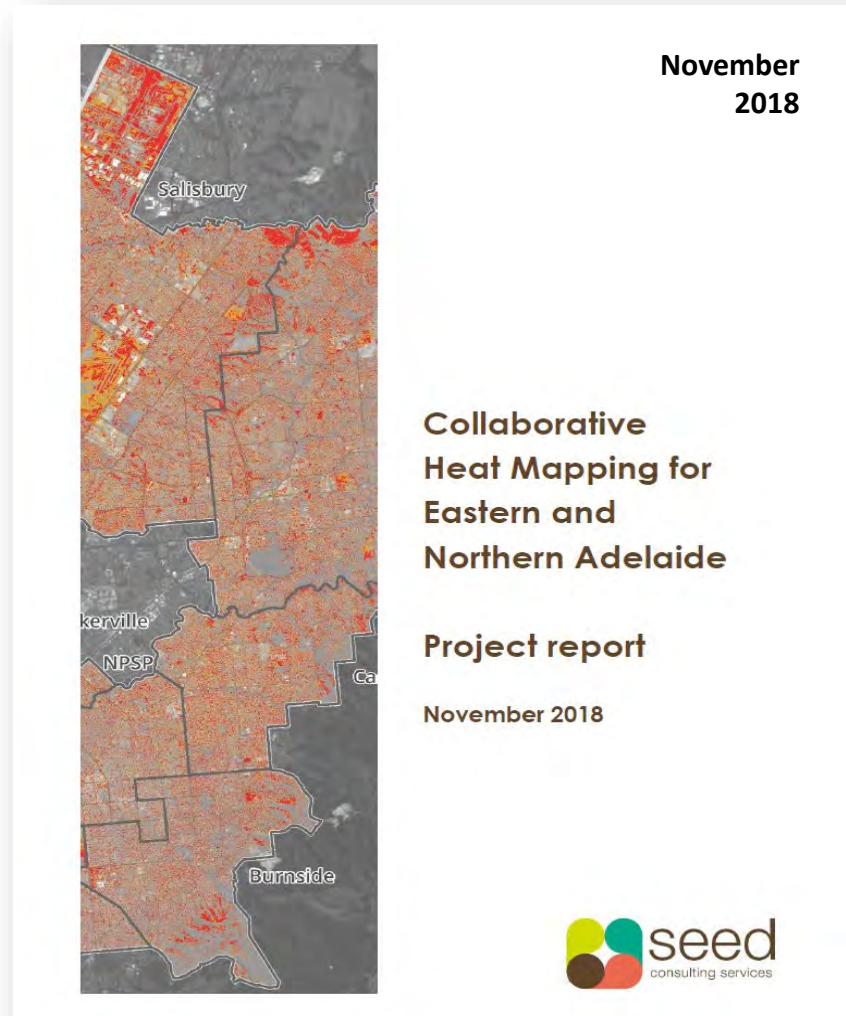 November
2018
Salisbury
kerville
NPSP
Ca
Burnside
Collaborative
Heat Mapping for
Eastern and
Northern Adelaide
Project report
November 2018
seed
consulting services